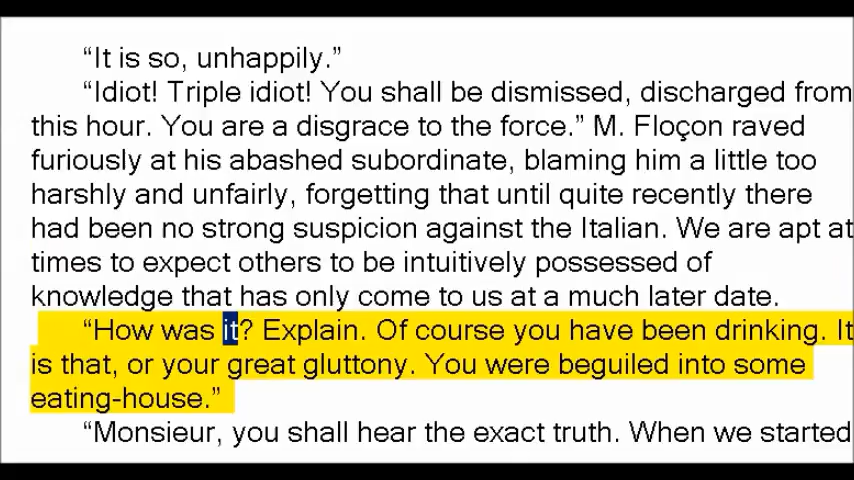 “It is so, unhappily.”
“Idiot! Triple idiot! You shall be dismissed, discharged from
this hour. You are a disgrace to the force.” M. Floçon raved
furiously at his abashed subordinate, blaming him a little too
harshly and unfairly, forgetting that until quite recently there
had been no strong suspicion against the Italian. We are apt at
times to expect others to be intuitively possessed of
knowledge that has only come to us at a much later date.
“How was it? Explain. Of course you have been drinking. It
is that, or your great gluttony. You were beguiled into some
eating-house.”
“Monsieur, you shall hear the exact truth. When we started